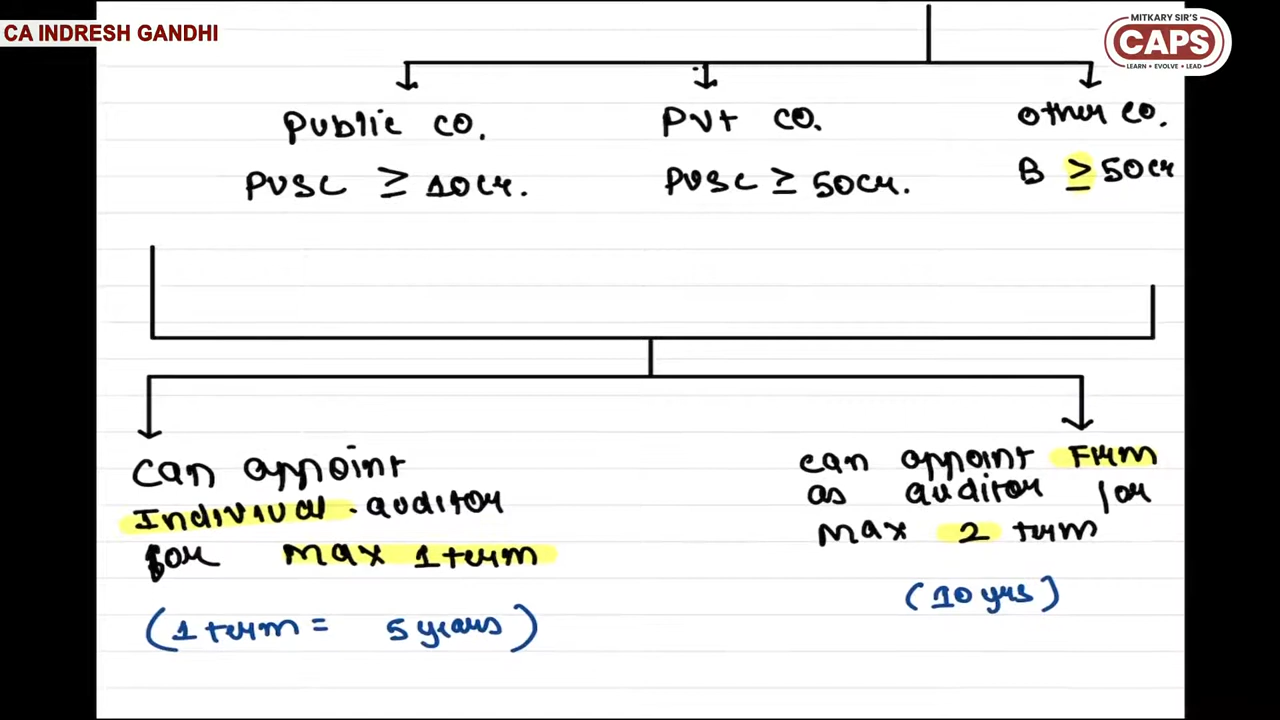 CA INDRESH GANDHI
MITKARY SIR'S
CAPS
LEARN • EVOLVE • LEAD
Public co.
Pvt co.
other co.
PUSC ≥ 10cr.
PUSC ≥ 50cr.
B ≥ 50cr
can appoint
Individual auditor
for max 1 term
(1 term = 5 years)
can appoint Firm
as auditor for
max 2 term
(10 yrs)